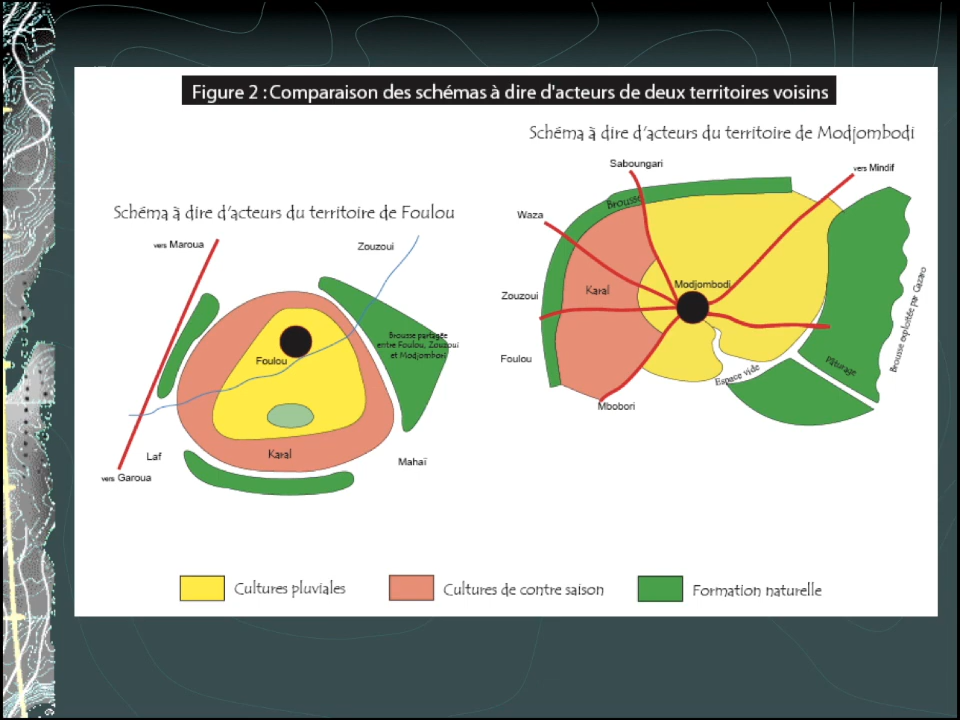 Figure 2 : Comparaison des schémas à dire d'acteurs de deux territoires voisins
Schéma à dire d'acteurs du territoire de Modjombodi
Saboungari
vers Mindif
Brousse
Waza
Karal
Modjombodi
Zouzoui
Foulou
Mbobori
Espace vide
Pâturage
Brousse exploitée par Gazaro
Schéma à dire d'acteurs du territoire de Foulou
vers Maroua
Zouzoui
Brousse partagée
entre Foulou, Zouzoui
et Modjombori
Foulou
Karal
Laf
Mahaï
vers Garoua
Cultures pluviales
Cultures de contre saison
Formation naturelle